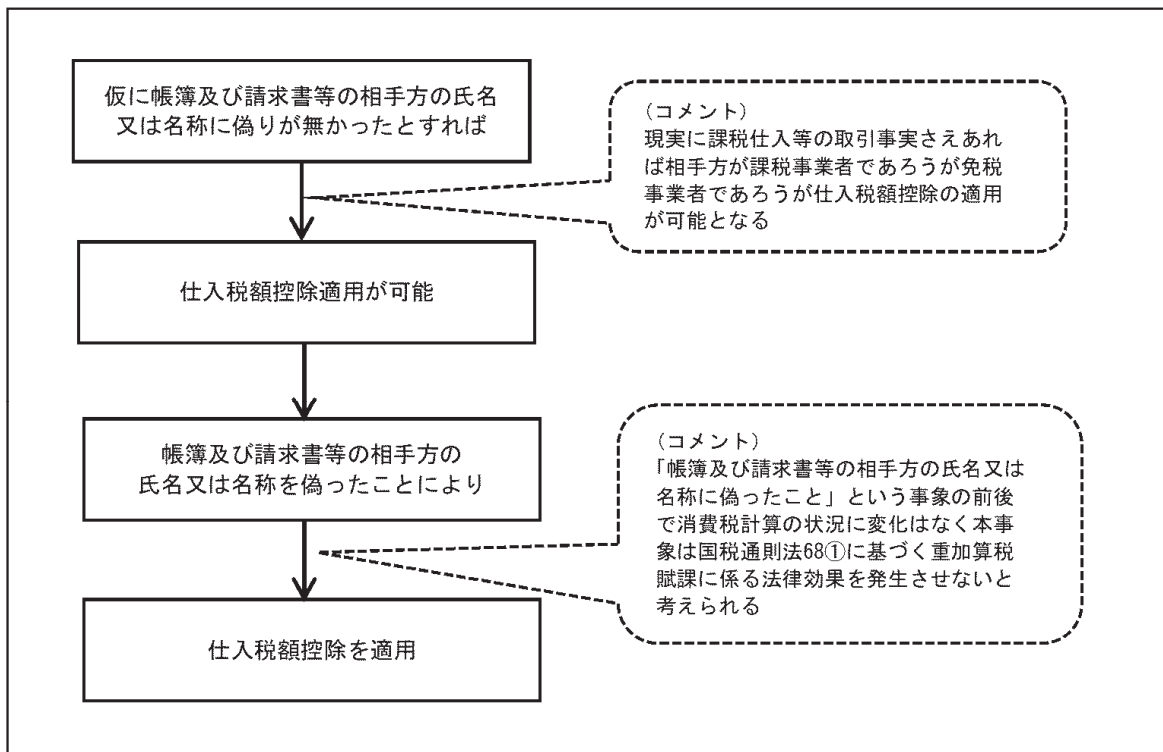 仮に帳簿及び請求書等の相手方の氏名
又は名称に偽りが無かったとすれば
（コメント）
現実に課税仕入等の取引事実さえあれ
ば相手方が課税事業者であろうが免税
事業者であろうが仕入税額控除の適用
が可能となる
仕入税額控除適用が可能
帳簿及び請求書等の相手方の
氏名又は名称を偽ったことにより
（コメント）
「帳簿及び請求書等の相手方の氏名又は
名称に偽ったこと」という事象の前後
で消費税計算の状況に変化はなく本事
象は国税通則法68①に基づく重加算税
賦課に係る法律効果を発生させないと
考えられる
仕入税額控除を適用